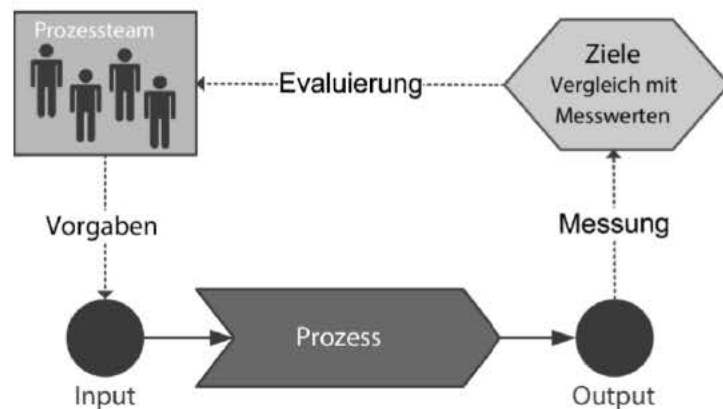 Prozessteam
Ziele
Vergleich mit
Messwerten
Evaluierung
Vorgaben
Messung
Prozess
Input
Output